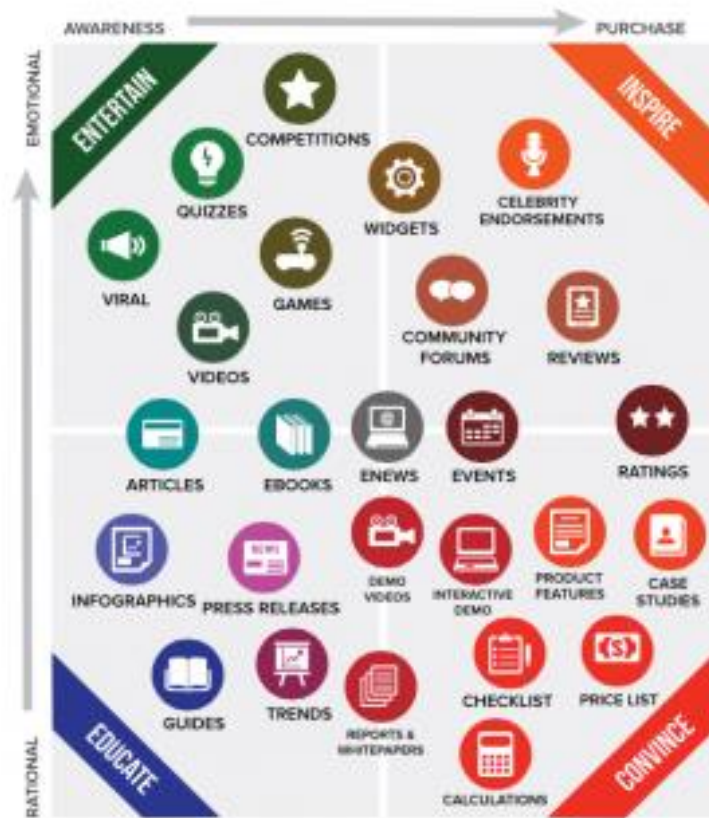 AWARENESS
PURCHASE
EMOTIONAL
ENTERTAIN
INSPIRE
COMPETITIONS
QUIZZES
WIDGETS
CELEBRITY
ENDORSEMENTS
VIRAL
GAMES
COMMUNITY
FORUMS
REVIEWS
VIDEOS
ARTICLES
EBOOKS
ENEWS
EVENTS
RATINGS
INFOGRAPHICS
NEWS
PRESS RELEASES
DEMO
VIDEOS
INTERACTIVE
DEMO
PRODUCT
FEATURES
CASE
STUDIES
GUIDES
TRENDS
REPORTS &
WHITEPAPERS
CHECKLIST
$
PRICE LIST
CALCULATIONS
RATIONAL
EDUCATE
CONVINCE